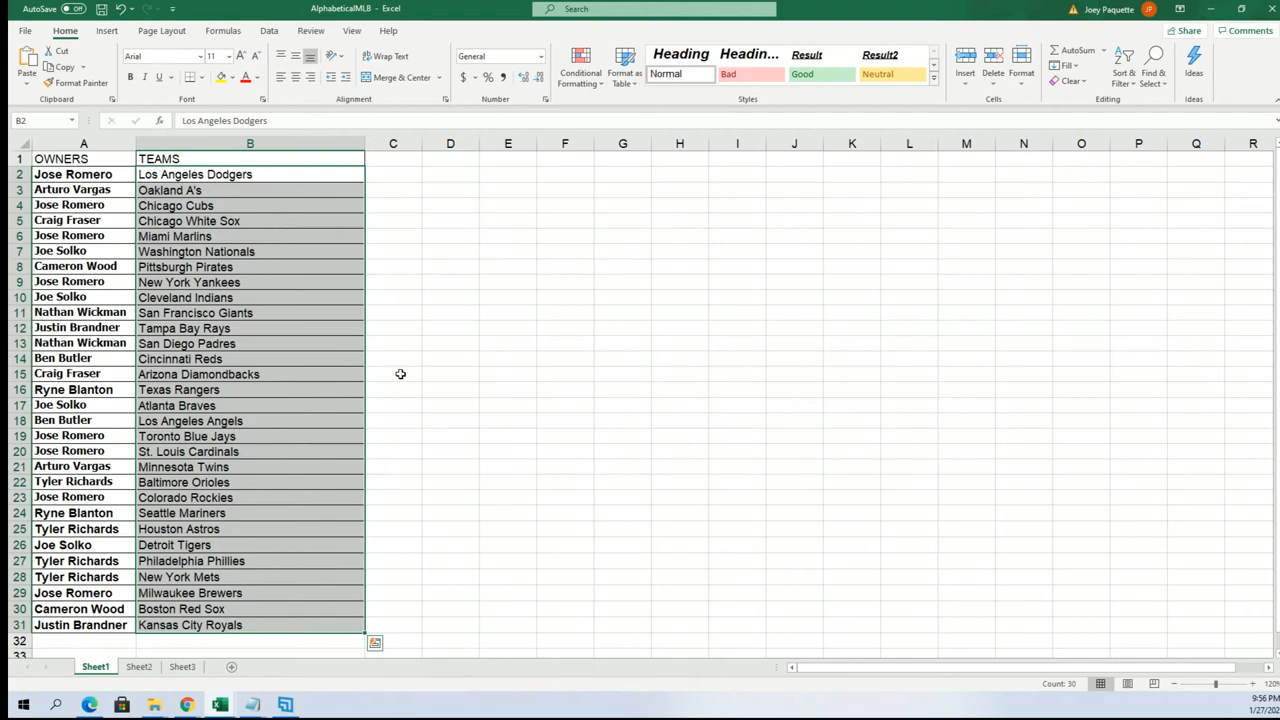 AutoSave Off AlphabeticalMLB - Excel Search Joey Paquette JP
File Home Insert Page Layout Formulas Data Review View Help Share Comments
Paste Cut Copy Format Painter Clipboard
Arial 11 B I U A Font
Wrap Text Merge & Center Alignment
General $ % Number
Conditional Formatting Format as Table
Heading Headin... Result Result2
Normal Bad Good Neutral
Styles
Insert Delete Format Cells
AutoSum Fill Clear Sort & Filter Find & Select Editing
Ideas Ideas
B2 fx Los Angeles Dodgers
A B C D E F G H I J K L M N O P Q R
1 OWNERS TEAMS
2 Jose Romero Los Angeles Dodgers
3 Arturo Vargas Oakland A's
4 Jose Romero Chicago Cubs
5 Craig Fraser Chicago White Sox
6 Jose Romero Miami Marlins
7 Joe Solko Washington Nationals
8 Cameron Wood Pittsburgh Pirates
9 Jose Romero New York Yankees
10 Joe Solko Cleveland Indians
11 Nathan Wickman San Francisco Giants
12 Justin Brandner Tampa Bay Rays
13 Nathan Wickman San Diego Padres
14 Ben Butler Cincinnati Reds
15 Craig Fraser Arizona Diamondbacks
16 Ryne Blanton Texas Rangers
17 Joe Solko Atlanta Braves
18 Ben Butler Los Angeles Angels
19 Jose Romero Toronto Blue Jays
20 Jose Romero St. Louis Cardinals
21 Arturo Vargas Minnesota Twins
22 Tyler Richards Baltimore Orioles
23 Jose Romero Colorado Rockies
24 Ryne Blanton Seattle Mariners
25 Tyler Richards Houston Astros
26 Joe Solko Detroit Tigers
27 Tyler Richards Philadelphia Phillies
28 Tyler Richards New York Mets
29 Jose Romero Milwaukee Brewers
30 Cameron Wood Boston Red Sox
31 Justin Brandner Kansas City Royals
32
33
Sheet1 Sheet2 Sheet3
Count: 30 120%
9:56 PM
1/27/202